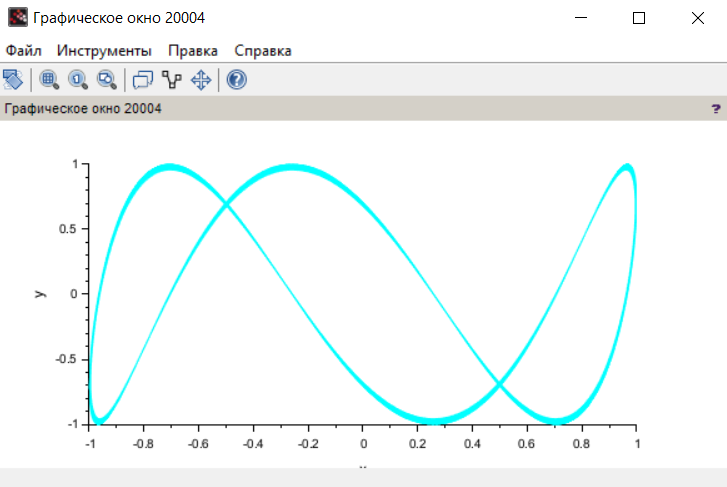 Графическое окно 20004
Файл Инструменты Правка Справка
Графическое окно 20004 ?
1
0.5
0
-0.5
-1
y
-1 -0.8 -0.6 -0.4 -0.2 0 0.2 0.4 0.6 0.8 1